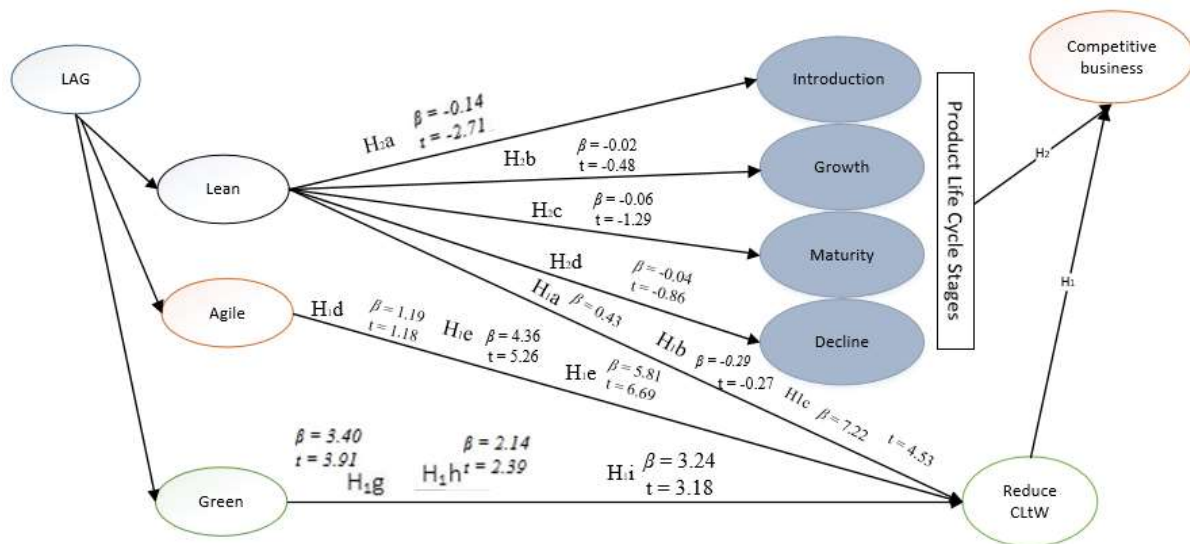 LAG
Competitive
business
Introduction
Growth
Maturity
Decline
Product Life Cycle Stages
Lean
Agile
Green
Reduce
CLtW
H₂
H₁
H₂a
β = -0.14
t = -2.71
H₂b
β = -0.02
t = -0.48
H₂c
β = -0.06
t = -1.29
H₂d
β = -0.04
t = -0.86
H₁a
β = 0.43
H₁b
β = -0.29
t = -0.27
H1c
β = 7.22
t = 4.53
H₁d
β = 1.19
t = 1.18
H₁e
β = 4.36
t = 5.26
H₁e
β = 5.81
t = 6.69
β = 3.40
t = 3.91
H₁g
H₁h
β = 2.14
t = 2.39
H₁i
β = 3.24
t = 3.18